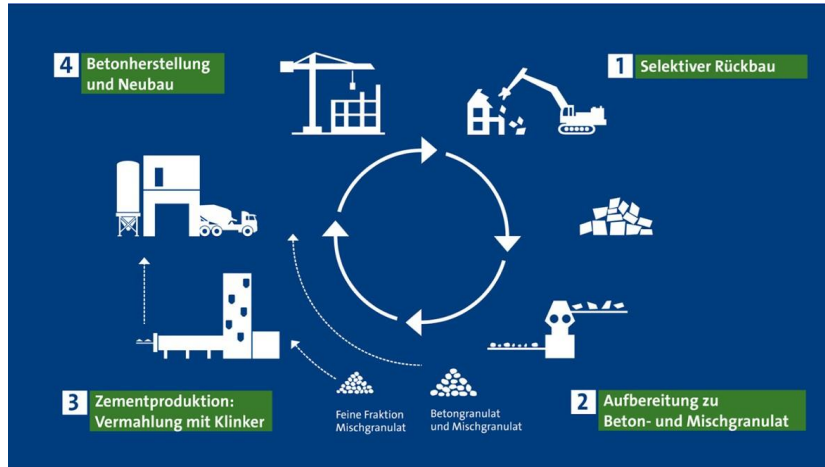 4 Betonherstellung
und Neubau
1 Selektiver Rückbau
3 Zementproduktion:
Vermahlung mit Klinker
Feine Fraktion
Mischgranulat
Betongranulat
und Mischgranulat
2 Aufbereitung zu
Beton- und Mischgranulat